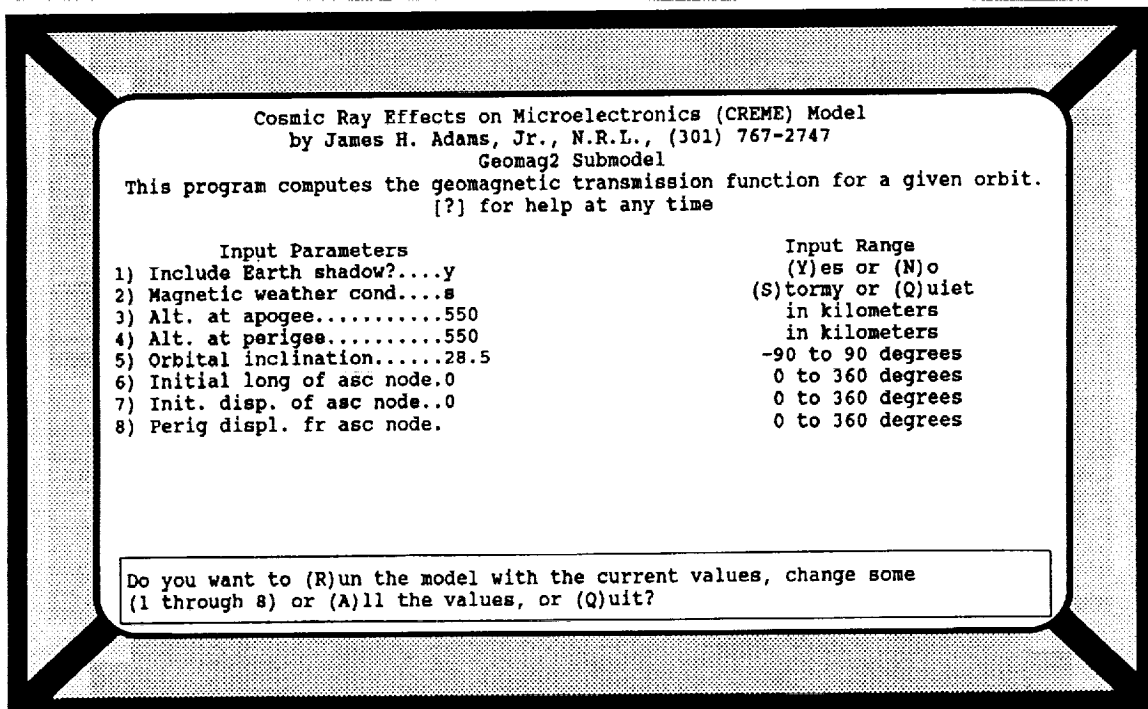 Cosmic Ray Effects on Microelectronics (CREME) Model
by James H. Adams, Jr., N.R.L., (301) 767-2747
Geomag2 Submodel
This program computes the geomagnetic transmission function for a given orbit.
[?] for help at any time
Input Parameters Input Range
1) Include Earth shadow?....y (Y)es or (N)o
2) Magnetic weather cond....s (S)tormy or (Q)uiet
3) Alt. at apogee...........550 in kilometers
4) Alt. at perigee..........550 in kilometers
5) Orbital inclination......28.5 -90 to 90 degrees
6) Initial long of asc node.0 0 to 360 degrees
7) Init. disp. of asc node..0 0 to 360 degrees
8) Perig displ. fr asc node. 0 to 360 degrees
Do you want to (R)un the model with the current values, change some
(1 through 8) or (A)ll the values, or (Q)uit?